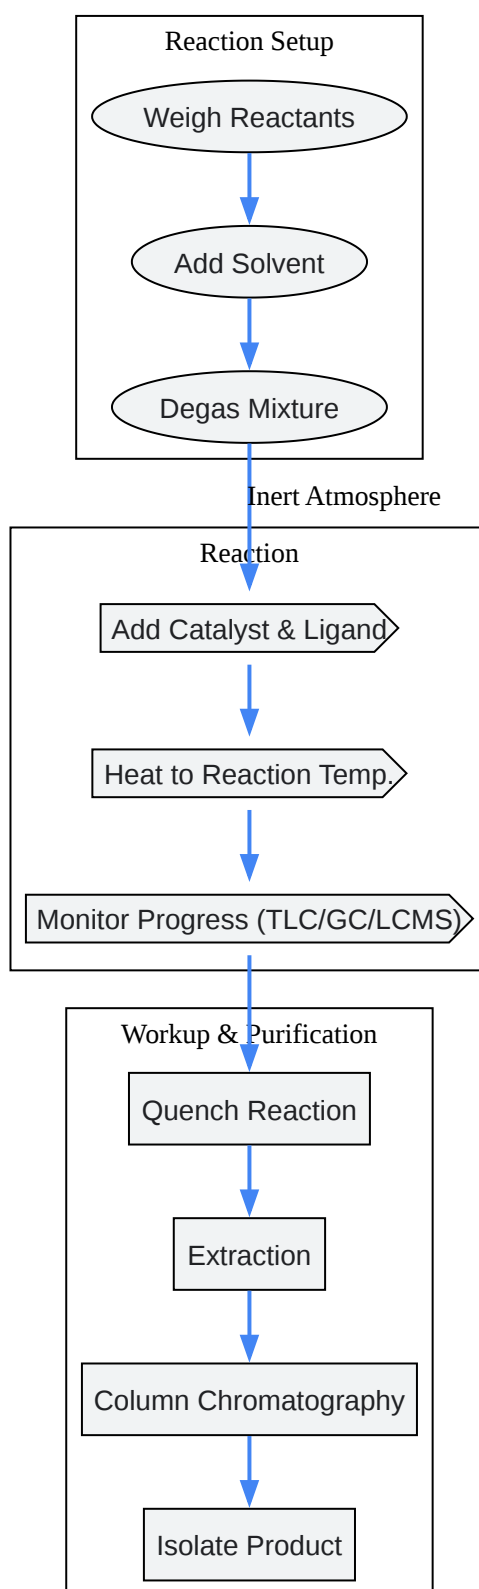 Reaction Setup
Weigh Reactants
Add Solvent
Degas Mixture
Inert Atmosphere
Reaction
Add Catalyst & Ligand
Heat to Reaction Temp.
Monitor Progress (TLC/GC/LCMS)
Workup & Purification
Quench Reaction
Extraction
Column Chromatography
Isolate Product